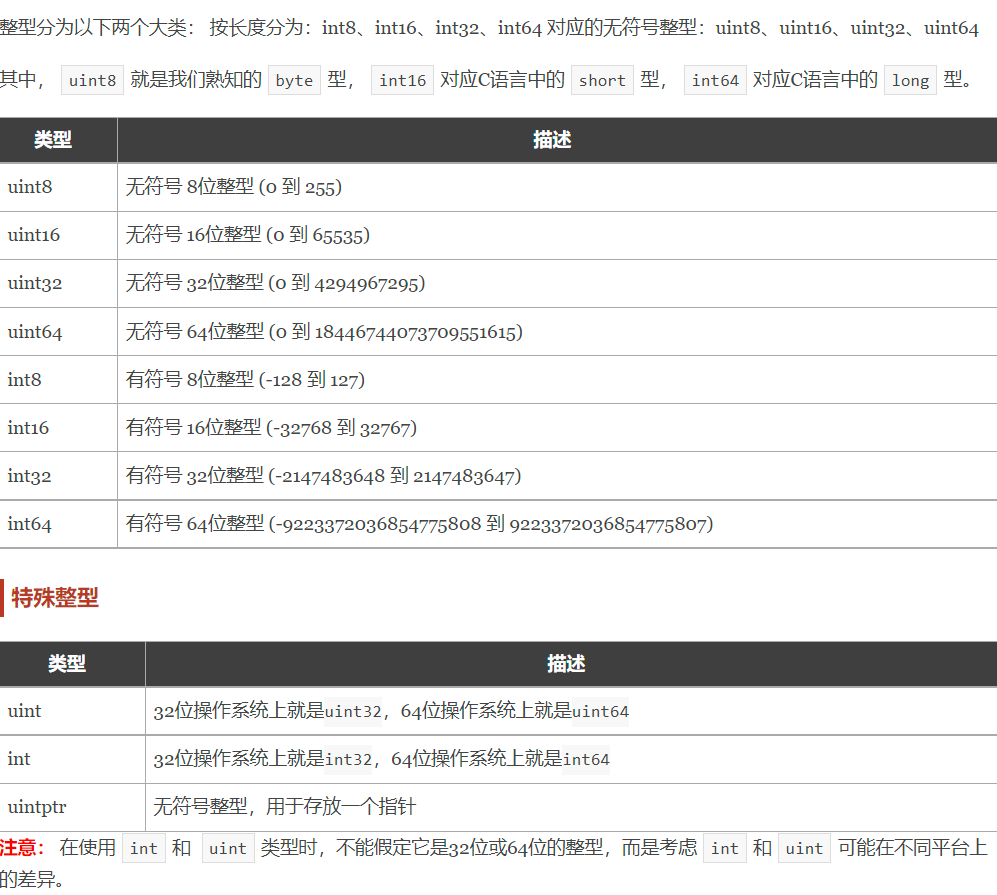 整型分为以下两个大类： 按长度分为：int8、int16、int32、int64 对应的无符号整型：uint8、uint16、uint32、uint64
其中， uint8 就是我们熟知的 byte 型， int16 对应C语言中的 short 型， int64 对应C语言中的 long 型。
类型 描述
uint8 无符号 8位整型 (0 到 255)
uint16 无符号 16位整型 (0 到 65535)
uint32 无符号 32位整型 (0 到 4294967295)
uint64 无符号 64位整型 (0 到 18446744073709551615)
int8 有符号 8位整型 (-128 到 127)
int16 有符号 16位整型 (-32768 到 32767)
int32 有符号 32位整型 (-2147483648 到 2147483647)
int64 有符号 64位整型 (-9223372036854775808 到 9223372036854775807)
特殊整型
类型 描述
uint 32位操作系统上就是uint32，64位操作系统上就是uint64
int 32位操作系统上就是int32，64位操作系统上就是int64
uintptr 无符号整型，用于存放一个指针
注意： 在使用 int 和 uint 类型时，不能假定它是32位或64位的整型，而是考虑 int 和 uint 可能在不同平台上
的差异。